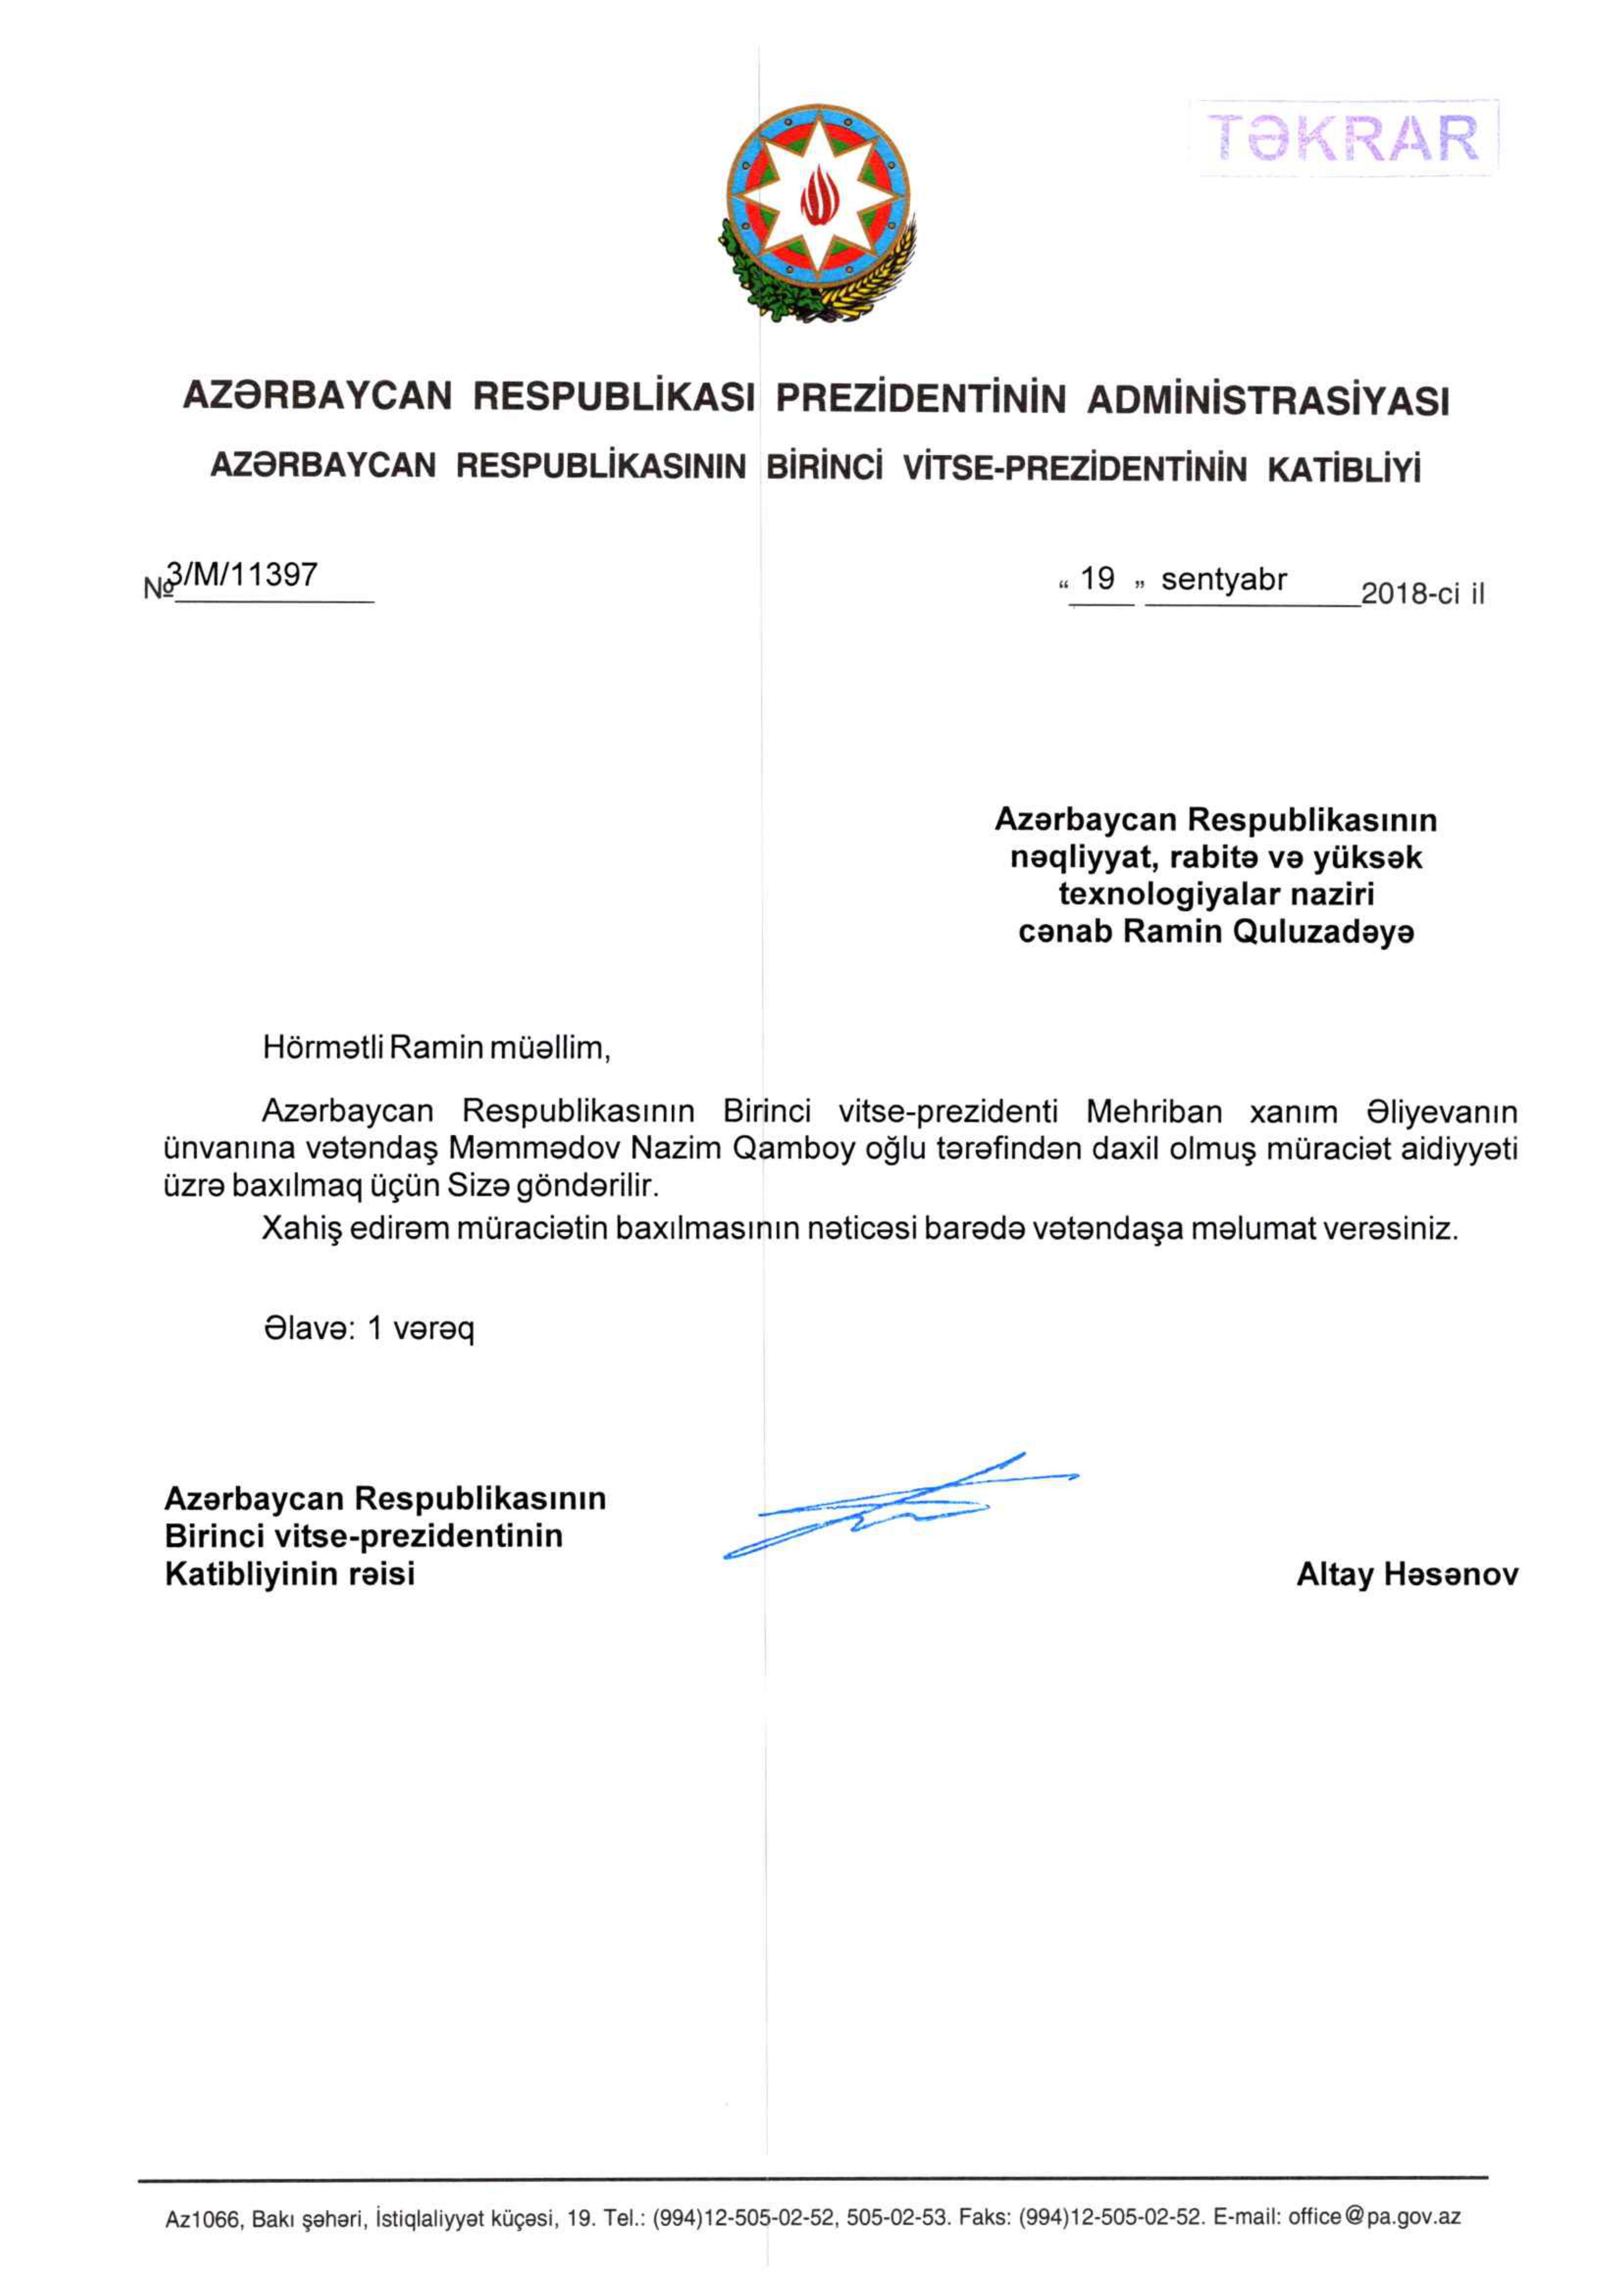 TƏKRAR
AZƏRBAYCAN RESPUBLİKASI PREZİDENTİNİN ADMİNİSTRASİYASI
AZƏRBAYCAN RESPUBLİKASININ BİRİNCİ VİTSE-PREZİDENTİNİN KATİBLİYİ
№3/M/11397
“ 19 „ sentyabr 2018-ci il
Azərbaycan Respublikasının
nəqliyyat, rabitə və yüksək
texnologiyalar naziri
cənab Ramin Quluzadəyə
Hörmətli Ramin müəllim,
Azərbaycan Respublikasının Birinci vitse-prezidenti Mehriban xanım Əliyevanın
ünvanına vətəndaş Məmmədov Nazim Qamboy oğlu tərəfindən daxil olmuş müraciət aidiyyəti
üzrə baxılmaq üçün Sizə göndərilir.
Xahiş edirəm müraciətin baxılmasının nəticəsi barədə vətəndaşa məlumat verəsiniz.
Əlavə: 1 vərəq
Azərbaycan Respublikasının
Birinci vitse-prezidentinin
Katibliyinin rəisi
Altay Həsənov
Az1066, Bakı şəhəri, İstiqlaliyyət küçəsi, 19. Tel.: (994)12-505-02-52, 505-02-53. Faks: (994)12-505-02-52. E-mail: office@pa.gov.az